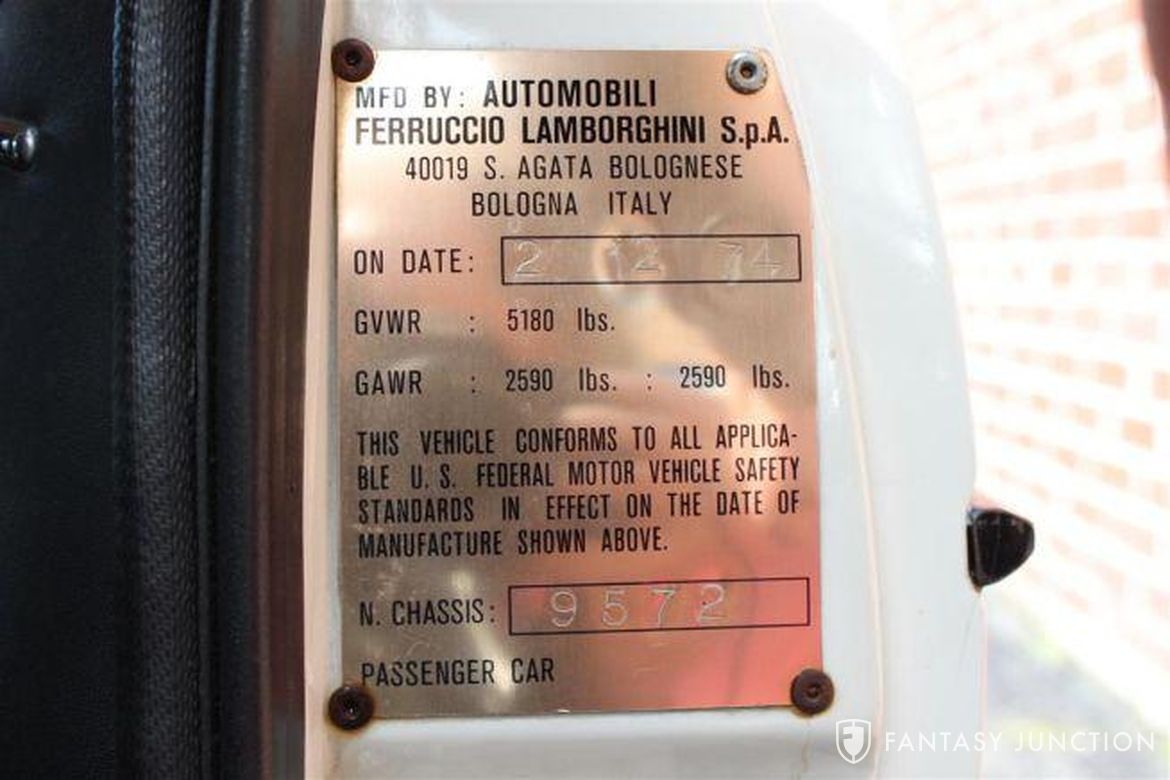 MFD BY: AUTOMOBILI
FERRUCCIO LAMBORGHINI S.p.A.
40019 S. AGATA BOLOGNESE
BOLOGNA ITALY
ON DATE: 2 12 74
GVWR : 5180 lbs.
GAWR : 2590 lbs. : 2590 lbs.
THIS VEHICLE CONFORMS TO ALL APPLICA-
BLE U.S. FEDERAL MOTOR VEHICLE SAFETY
STANDARDS IN EFFECT ON THE DATE OF
MANUFACTURE SHOWN ABOVE.
N. CHASSIS: 9572
PASSENGER CAR
FANTASY JUNCTION